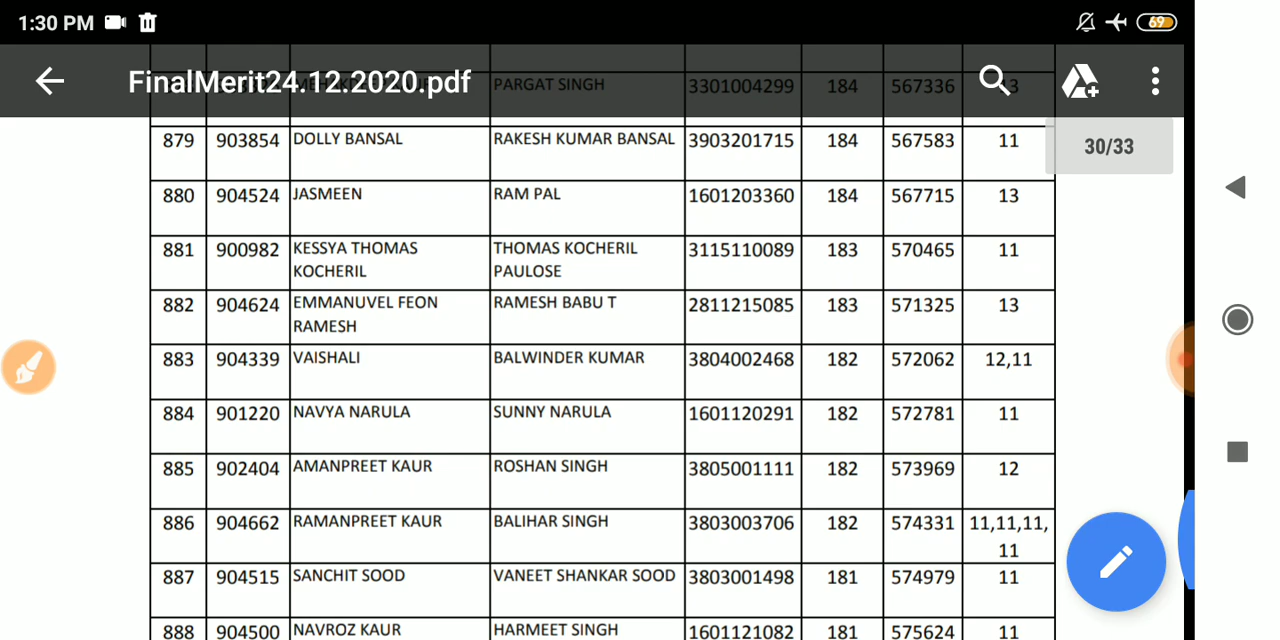 1:30 PM 69
FinalMerit24.12.2020.pdf
PARGAT SINGH 3301004299 184 567336 13
30/33
879 903854 DOLLY BANSAL RAKESH KUMAR BANSAL 3903201715 184 567583 11
880 904524 JASMEEN RAM PAL 1601203360 184 567715 13
881 900982 KESSYA THOMAS THOMAS KOCHERIL 3115110089 183 570465 11
KOCHERIL PAULOSE
882 904624 EMMANUVEL FEON RAMESH BABU T 2811215085 183 571325 13
RAMESH
883 904339 VAISHALI BALWINDER KUMAR 3804002468 182 572062 12,11
884 901220 NAVYA NARULA SUNNY NARULA 1601120291 182 572781 11
885 902404 AMANPREET KAUR ROSHAN SINGH 3805001111 182 573969 12
886 904662 RAMANPREET KAUR BALIHAR SINGH 3803003706 182 574331 11,11,11,
11
887 904515 SANCHIT SOOD VANEET SHANKAR SOOD 3803001498 181 574979 11
888 904500 NAVROZ KAUR HARMEET SINGH 1601121082 181 575624 11